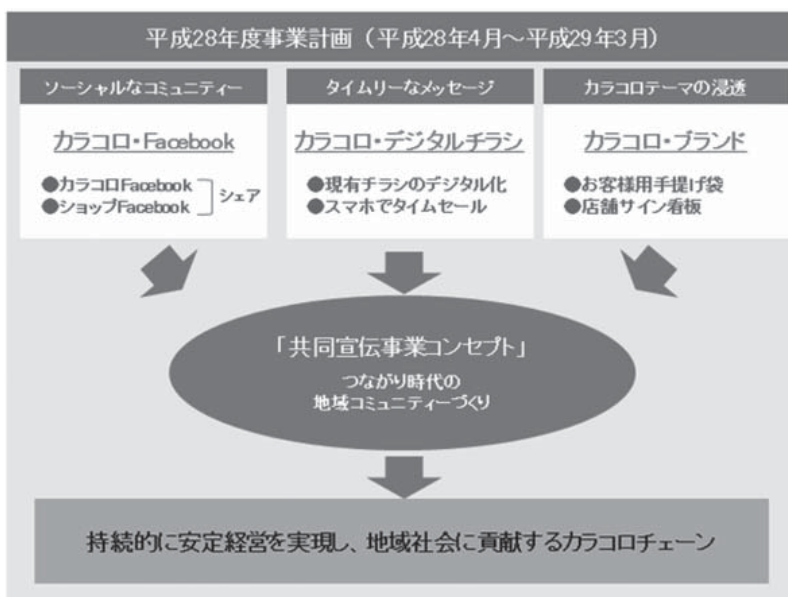 平成28年度事業計画（平成28年4月～平成29年3月）
ソーシャルなコミュニティー
カラコロ・Facebook
●カラコロFacebook
●ショップFacebook
シェア
タイムリーなメッセージ
カラコロ・デジタルチラシ
●現有チラシのデジタル化
●スマホでタイムセール
カラコロテーマの浸透
カラコロ・ブランド
●お客様用手提げ袋
●店舗サイン看板
「共同宣伝事業コンセプト」
つながり時代の
地域コミュニティーづくり
持続的に安定経営を実現し、地域社会に貢献するカラコロチェーン